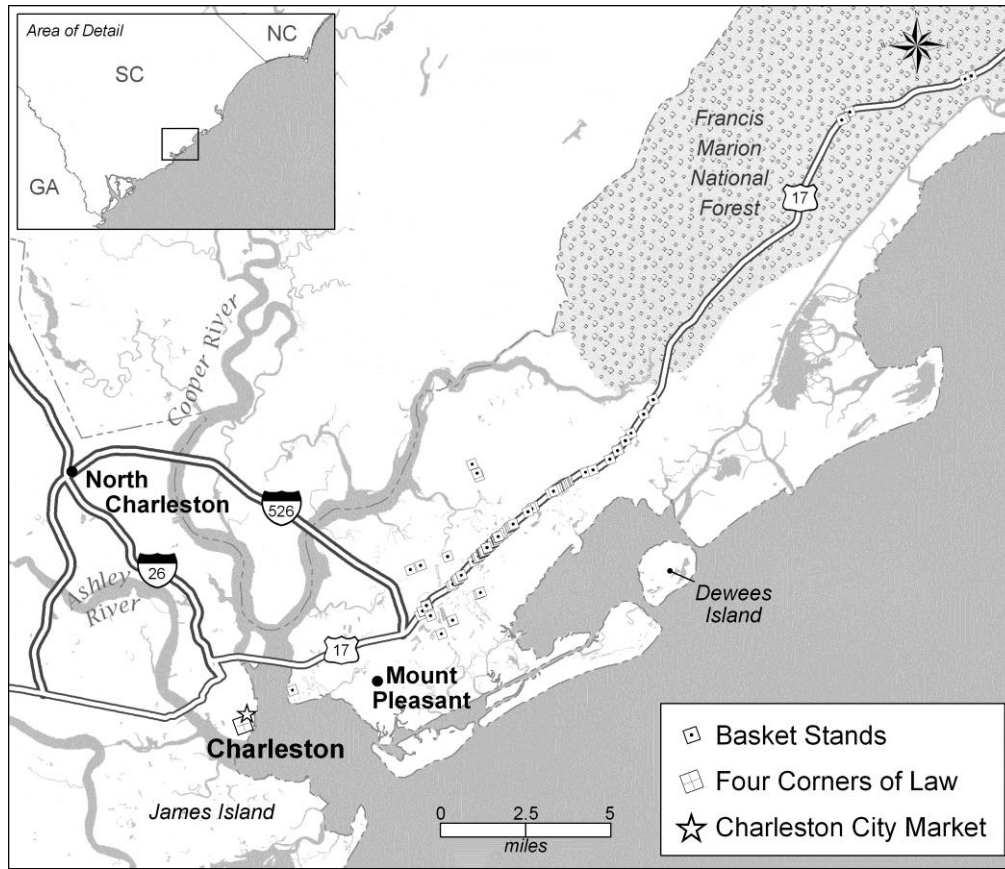 Area of Detail
NC
SC
GA
Francis
Marion
National
Forest
17
Cooper River
North
Charleston
526
26
Ashley
River
17
Dewees
Island
Mount
Pleasant
Charleston
James Island
0 2.5 5
miles
Basket Stands
Four Corners of Law
Charleston City Market